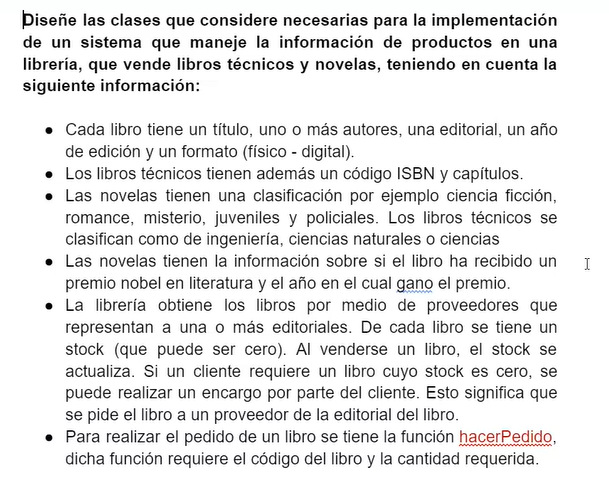 Diseñe las clases que considere necesarias para la implementación
de un sistema que maneje la información de productos en una
librería, que vende libros técnicos y novelas, teniendo en cuenta la
siguiente información:
● Cada libro tiene un título, uno o más autores, una editorial, un año
de edición y un formato (físico - digital).
● Los libros técnicos tienen además un código ISBN y capítulos.
● Las novelas tienen una clasificación por ejemplo ciencia ficción,
romance, misterio, juveniles y policiales. Los libros técnicos se
clasifican como de ingeniería, ciencias naturales o ciencias
● Las novelas tienen la información sobre si el libro ha recibido un
premio nobel en literatura y el año en el cual gano el premio.
● La librería obtiene los libros por medio de proveedores que
representan a una o más editoriales. De cada libro se tiene un
stock (que puede ser cero). Al venderse un libro, el stock se
actualiza. Si un cliente requiere un libro cuyo stock es cero, se
puede realizar un encargo por parte del cliente. Esto significa que
se pide el libro a un proveedor de la editorial del libro.
● Para realizar el pedido de un libro se tiene la función hacerPedido,
dicha función requiere el código del libro y la cantidad requerida.